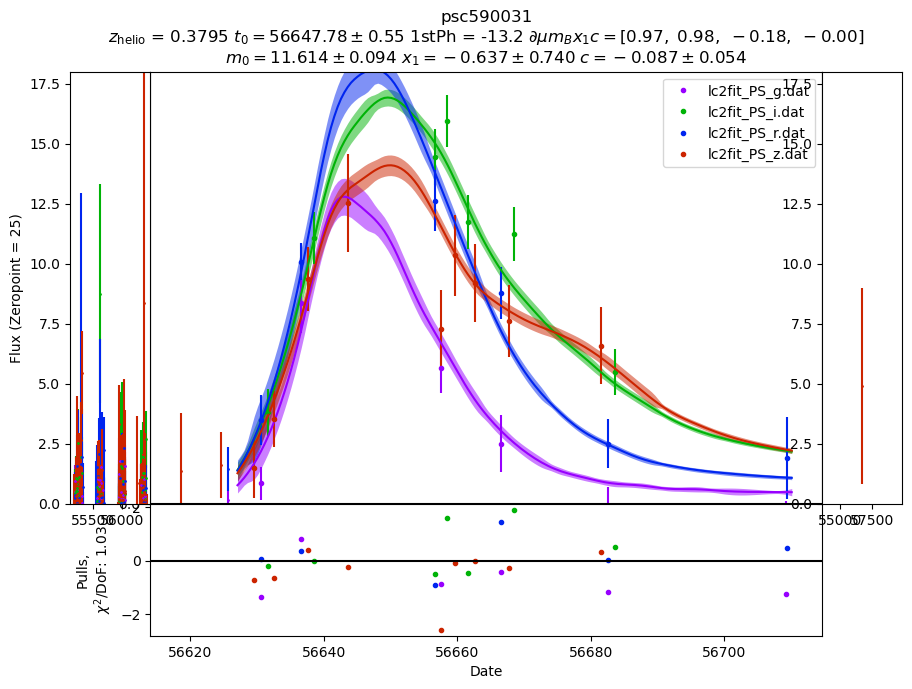 psc590031
z_helio = 0.3795 t_0 = 56647.78 ± 0.55 1stPh = -13.2 ∂μm_Bx_1c = [0.97, 0.98, −0.18, −0.00]
m_0 = 11.614 ± 0.094 x_1 = −0.637 ± 0.740 c = −0.087 ± 0.054
lc2fit_PS_g.dat
lc2fit_PS_i.dat
lc2fit_PS_r.dat
lc2fit_PS_z.dat
Flux (Zeropoint = 25)
17.5
15.0
12.5
10.0
7.5
5.0
2.5
0.0
17.5
15.0
12.5
10.0
7.5
5.0
2.5
0.0
55500
56000
55000
57500
Pulls,
χ²/DoF: 1.03
2
0
−2
56620
56640
56660
56680
56700
Date